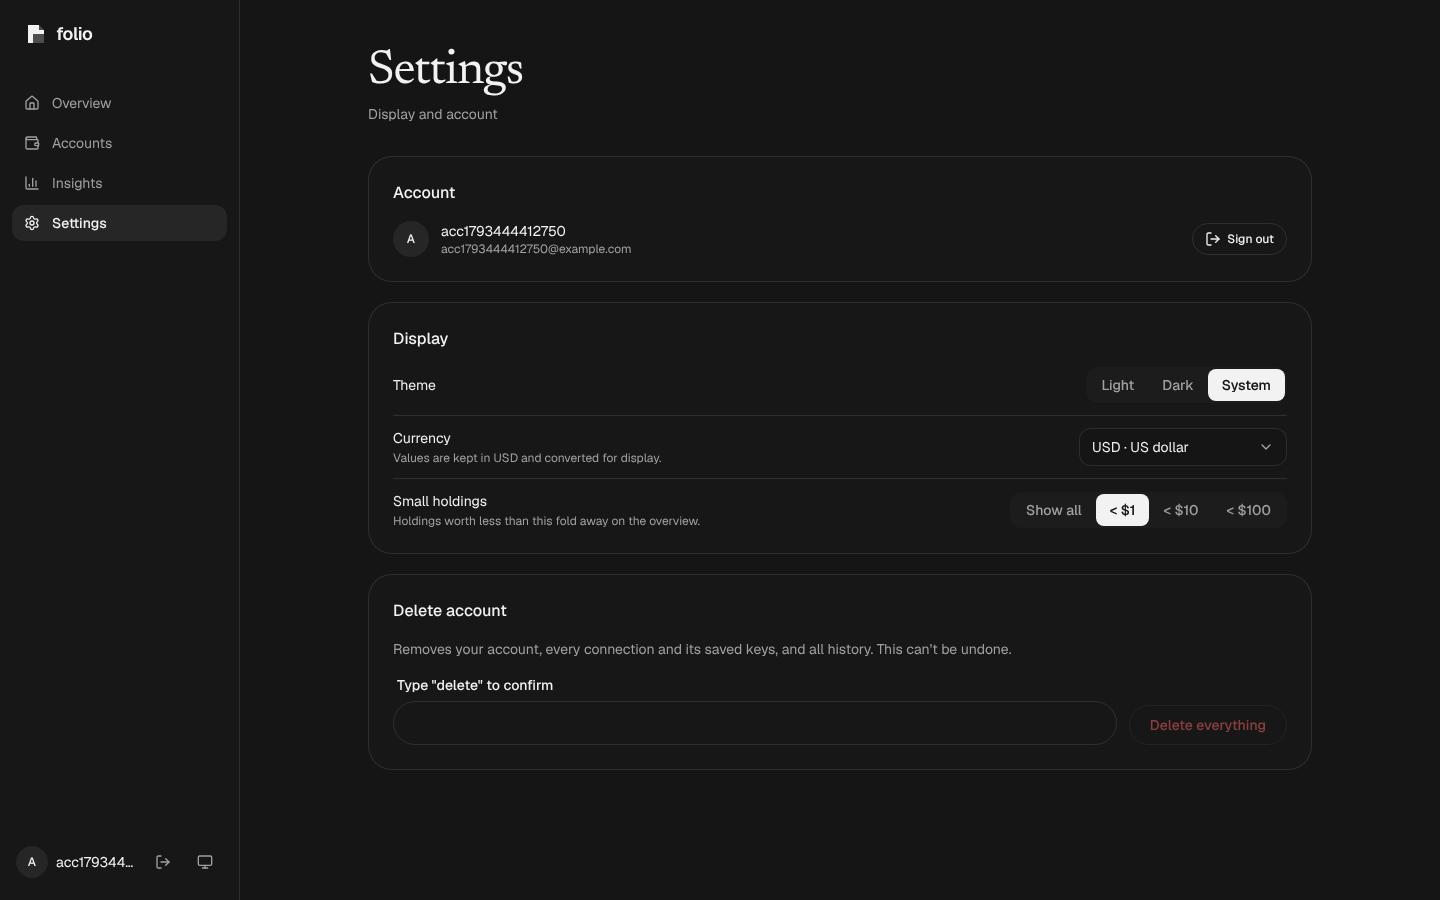 folio
Overview
Accounts
Insights
Settings
A
acc179344...
Settings
Display and account
Account
A
acc1793444412750
acc1793444412750@example.com
Sign out
Display
Theme
Light
Dark
System
Currency
Values are kept in USD and converted for display.
USD · US dollar
Small holdings
Holdings worth less than this fold away on the overview.
Show all
< $1
< $10
< $100
Delete account
Removes your account, every connection and its saved keys, and all history. This can't be undone.
Type "delete" to confirm
Delete everything